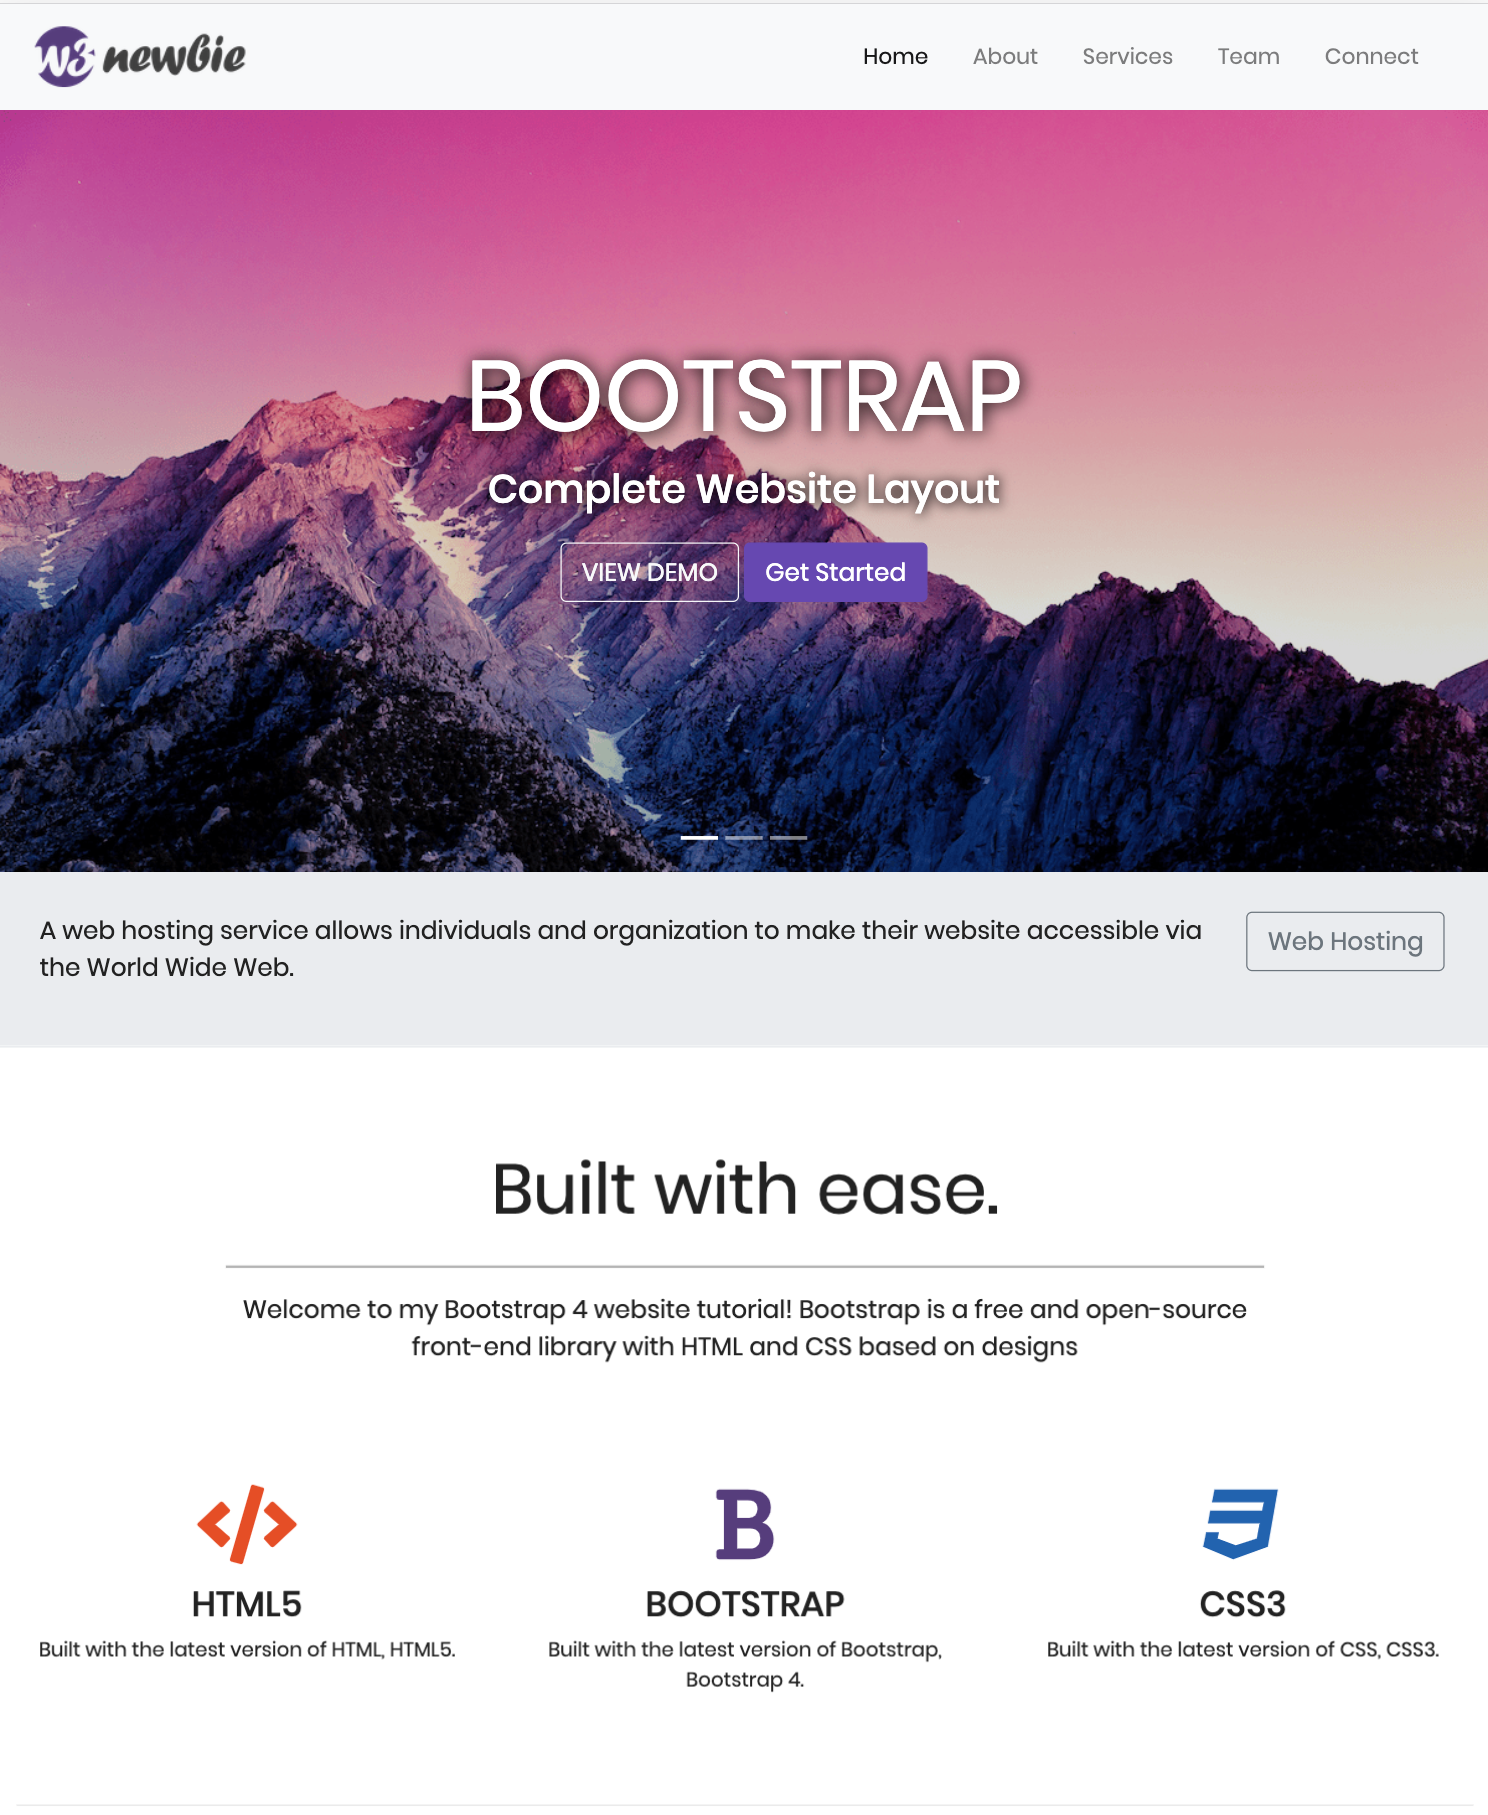 W3 newbie
Home About Services Team Connect
BOOTSTRAP
Complete Website Layout
VIEW DEMO Get Started
A web hosting service allows individuals and organization to make their website accessible via
the World Wide Web.
Web Hosting
Built with ease.
Welcome to my Bootstrap 4 website tutorial! Bootstrap is a free and open-source
front-end library with HTML and CSS based on designs
HTML5
Built with the latest version of HTML, HTML5.
BOOTSTRAP
Built with the latest version of Bootstrap,
Bootstrap 4.
CSS3
Built with the latest version of CSS, CSS3.